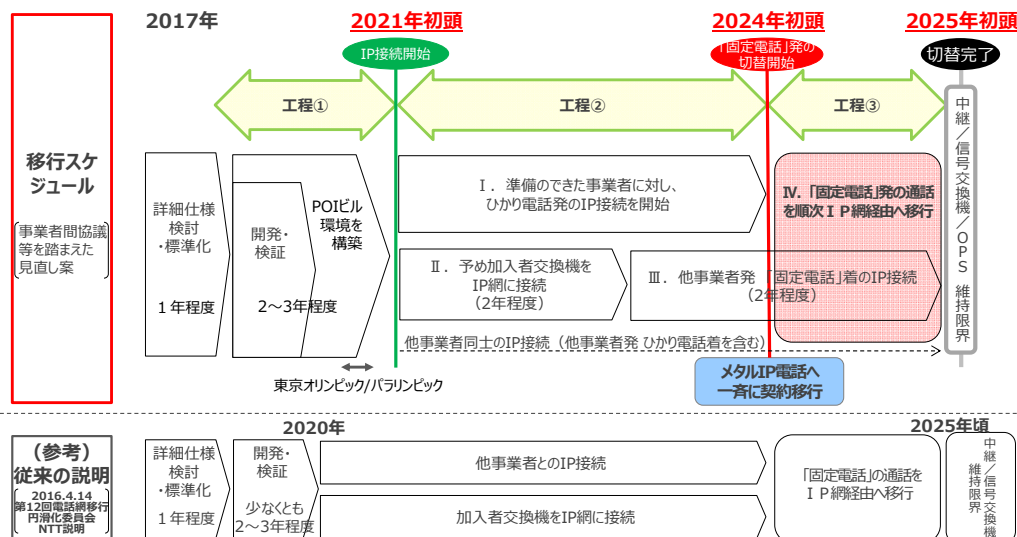 2017年
2021年初頭
2024年初頭
2025年初頭
IP接続開始
「固定電話」発の
切替開始
切替完了
工程①
工程②
工程③
移行スケ
ジュール
事業者間協議
等を踏まえた
見直し案
詳細仕様
検討
・標準化
1年程度
開発・
検証
2～3年程度
POIビル
環境を
構築
Ⅰ．準備のできた事業者に対し、
ひかり電話発のIP接続を開始
Ⅱ．予め加入者交換機を
IP網に接続
（2年程度）
Ⅲ．他事業者発「固定電話」着のIP接続
（2年程度）
Ⅳ．「固定電話」発の通話
を順次ＩＰ網経由へ移行
中継／信号交換機／OPS 維持限界
他事業者同士のIP接続（他事業者発 ひかり電話着を含む）
東京オリンピック/パラリンピック
メタルIP電話へ
一斉に契約移行
2020年
2025年頃
（参考）
従来の説明
2016.4.14
第12回電話網移行
円滑化委員会
NTT説明
詳細仕様
検討
・標準化
1年程度
開発・
検証
少なくとも
2～3年程度
他事業者とのIP接続
加入者交換機をIP網に接続
「固定電話」の通話を
ＩＰ網経由へ移行
中継／信号交換機
維持限界